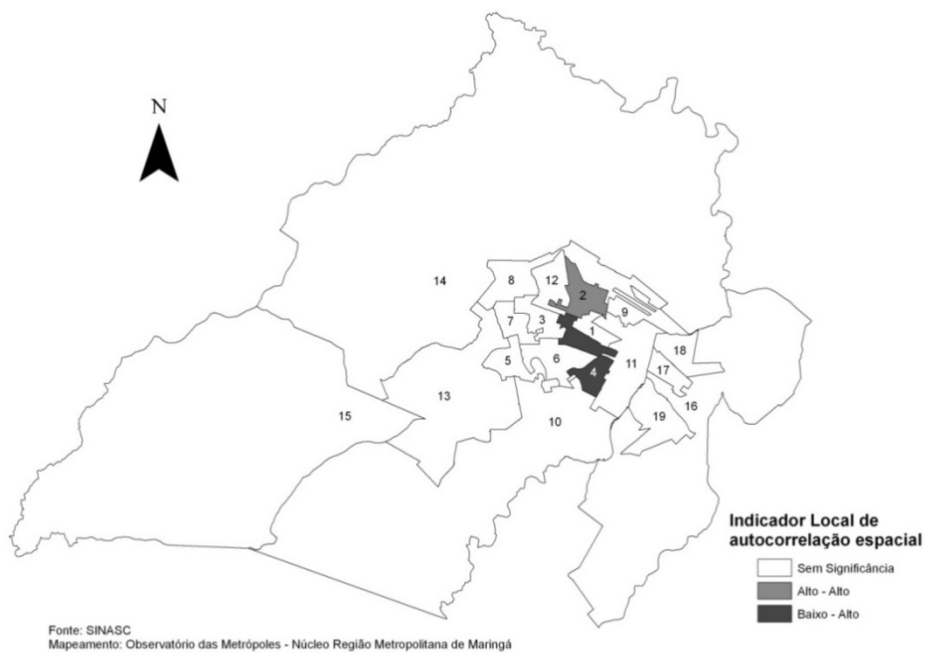 N
14
8
12
2
9
7
3
1
5
6
4
11
18
17
13
15
10
19
16
Indicador Local de
autocorrelação espacial
Sem Significância
Alto - Alto
Baixo - Alto
Fonte: SINASC
Mapeamento: Observatório das Metrópoles - Núcleo Região Metropolitana de Maringá